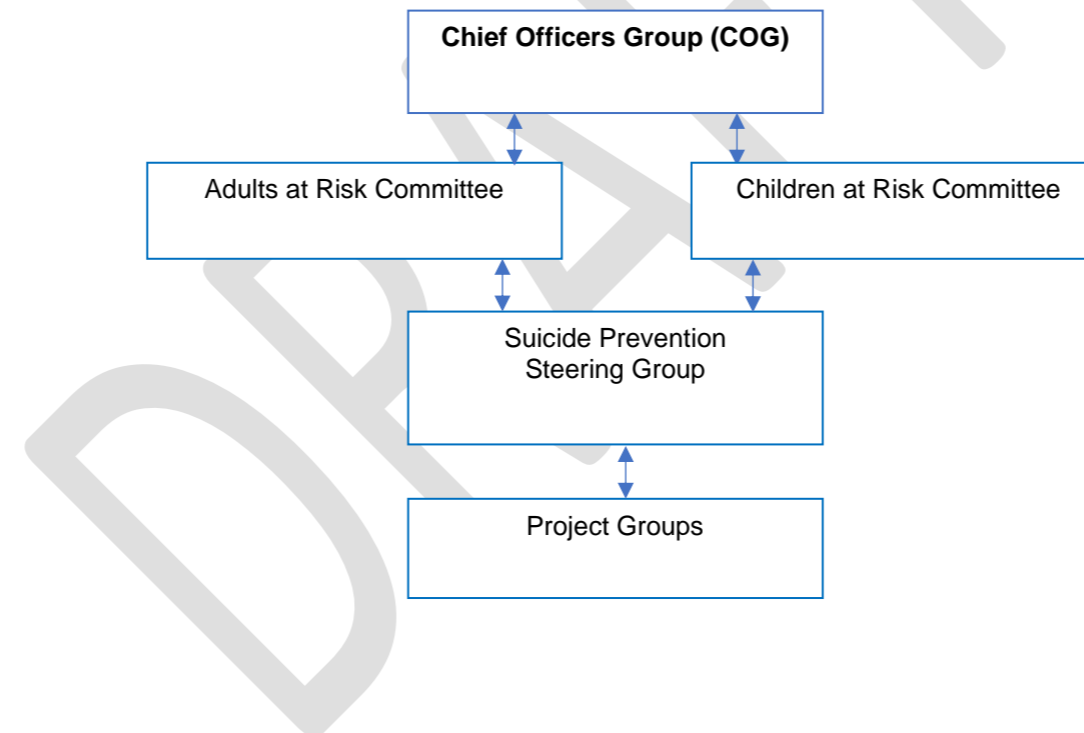 Chief Officers Group (COG)
Adults at Risk Committee
Children at Risk Committee
Suicide Prevention
Steering Group
Project Groups
DRAFT